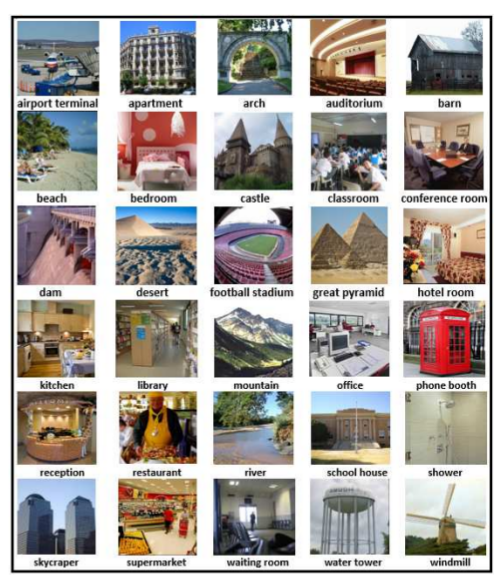 airport terminal
apartment
arch
auditorium
barn
beach
bedroom
castle
classroom
conference room
dam
desert
football stadium
great pyramid
hotel room
kitchen
library
mountain
office
phone booth
reception
restaurant
river
school house
shower
skycraper
supermarket
waiting room
water tower
windmill